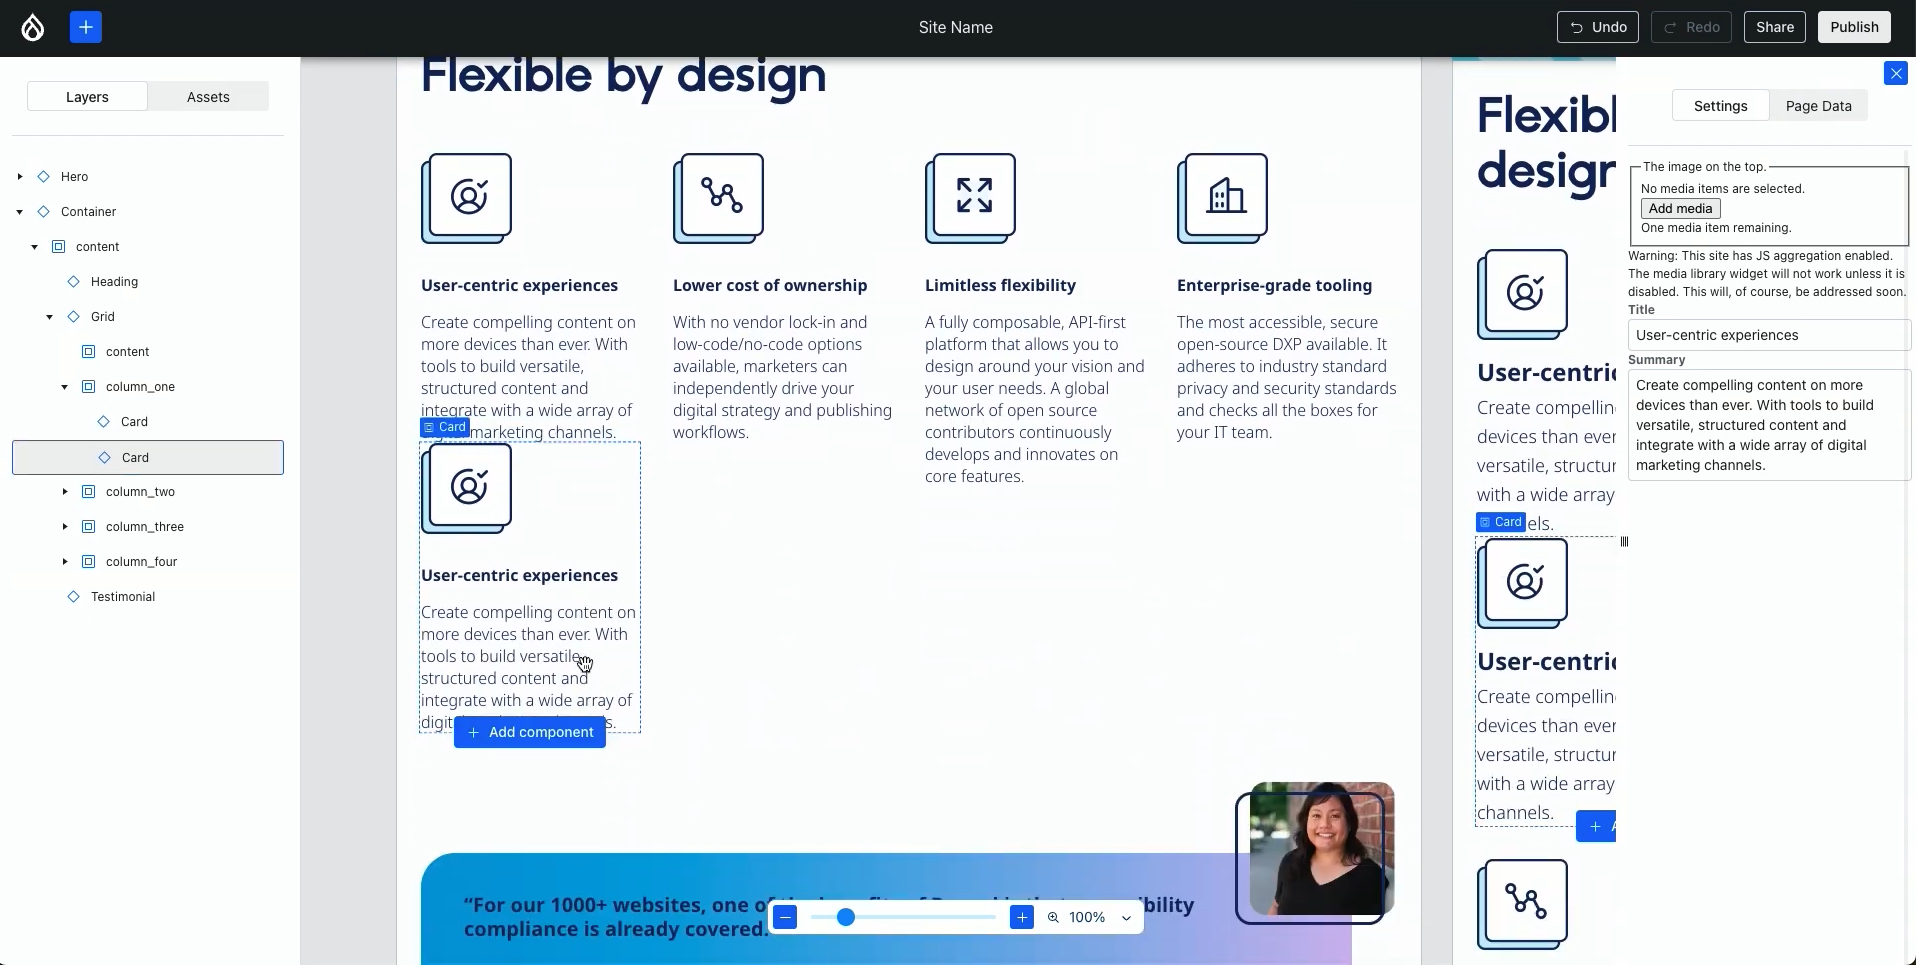 Site Name
Undo
Redo
Share
Publish
Layers
Assets
Hero
Container
content
Heading
Grid
content
column_one
Card
Card
column_two
column_three
column_four
Testimonial
Flexible by design
User-centric experiences
Create compelling content on
more devices than ever. With
tools to build versatile,
structured content and
integrate with a wide array of
marketing channels.
Lower cost of ownership
With no vendor lock-in and
low-code/no-code options
available, marketers can
independently drive your
digital strategy and publishing
workflows.
Limitless flexibility
A fully composable, API-first
platform that allows you to
design around your vision and
your user needs. A global
network of open source
contributors continuously
develops and innovates on
core features.
Enterprise-grade tooling
The most accessible, secure
open-source DXP available. It
adheres to industry standard
privacy and security standards
and checks all the boxes for
your IT team.
Card
User-centric experiences
Create compelling content on
more devices than ever. With
tools to build versatile,
structured content and
integrate with a wide array of
Add component
“For our 1000+ websites, one of
compliance is already covered.
100%
Flexibl
design
User-centric
Create compellin
devices than ever
versatile, structur
with a wide array
els.
Card
User-centric
Create compellin
devices than ever
versatile, structur
with a wide array
channels.
Settings
Page Data
The image on the top.
No media items are selected.
Add media
One media item remaining.
Warning: This site has JS aggregation enabled.
The media library widget will not work unless it is
disabled. This will, of course, be addressed soon.
Title
User-centric experiences
Summary
Create compelling content on more
devices than ever. With tools to build
versatile, structured content and
integrate with a wide array of digital
marketing channels.